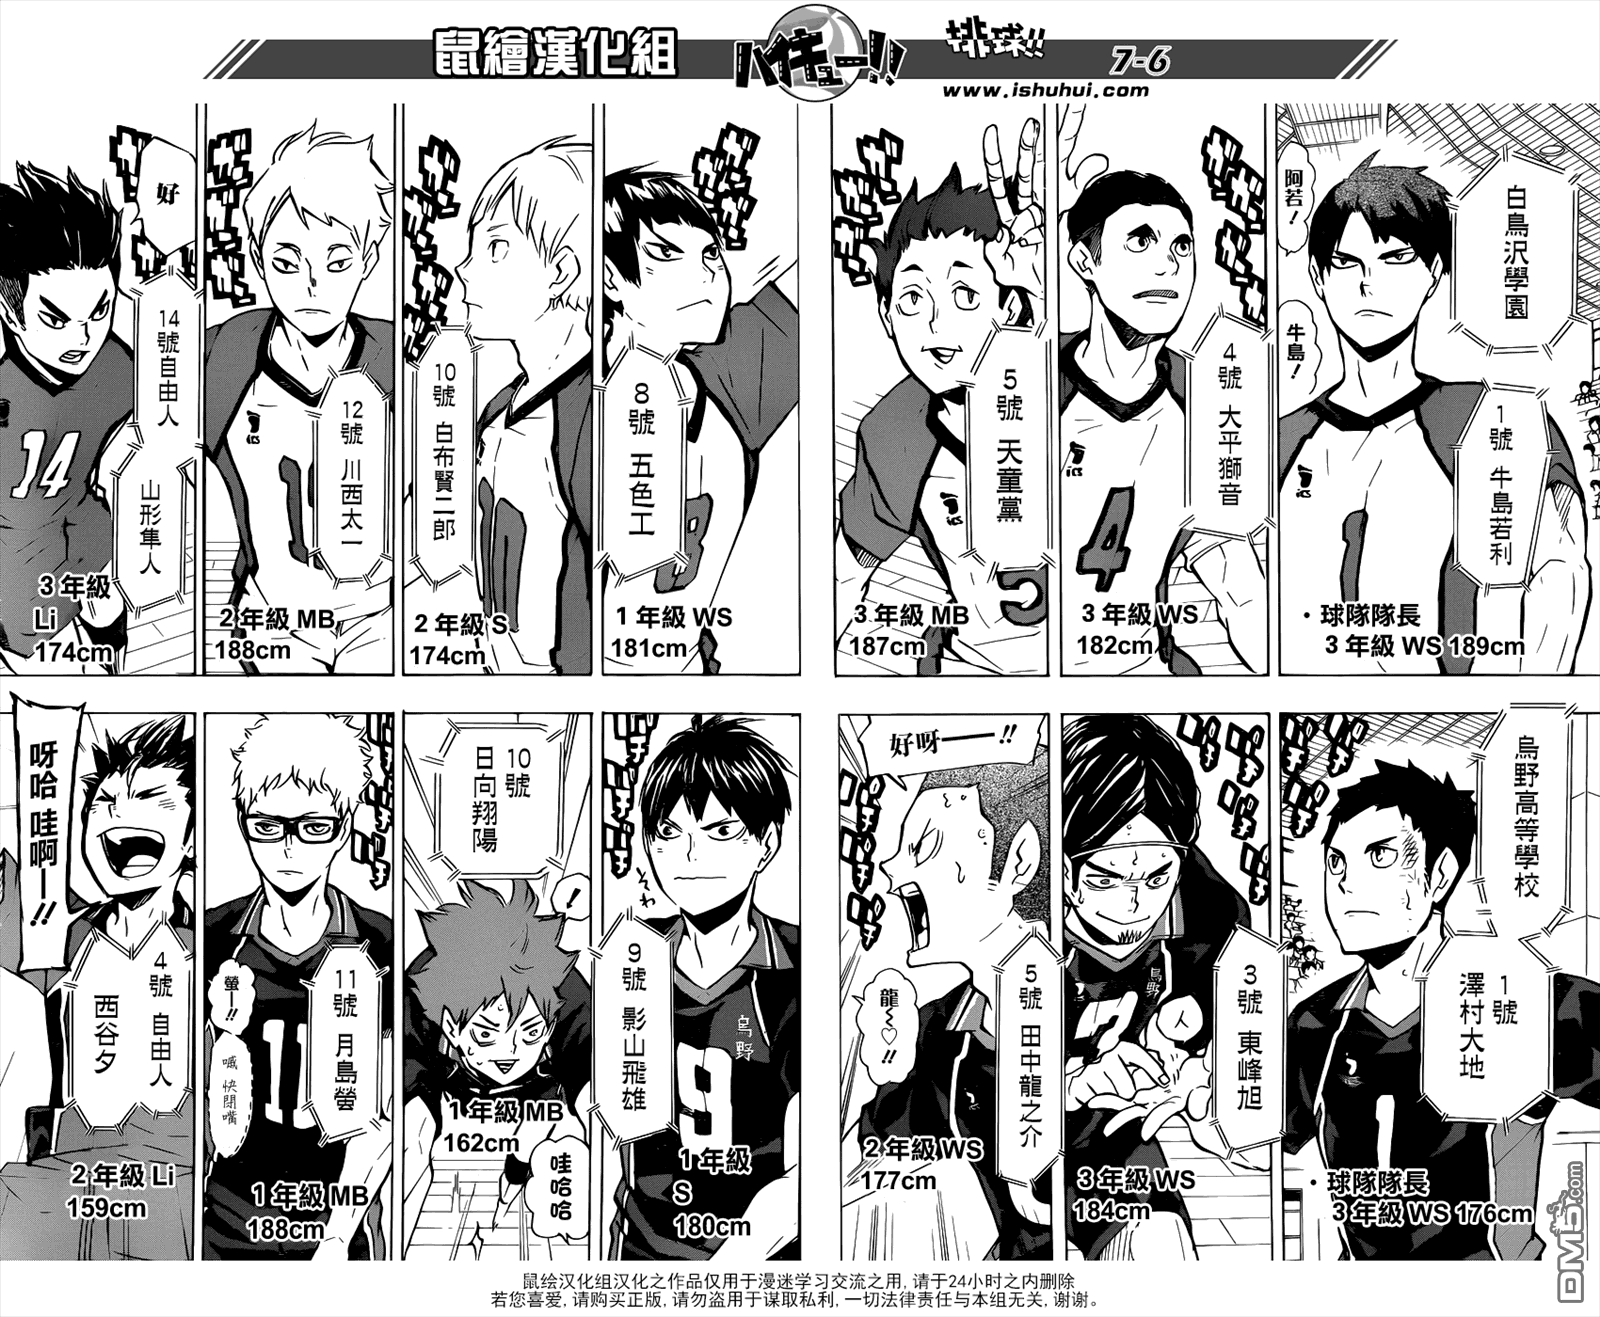 鼠繪漢化組
ハイキュー!!
排球!!
7-6
www.ishuhui.com
白鳥沢學園
阿若!
牛島!
1號 牛島若利
・球隊隊長
3 年級 WS 189cm
4號 大平獅音
3 年級 WS
182cm
5號 天童黨
3 年級 MB
187cm
8號 五色工
1 年級 WS
181cm
10號 白布賢二郎
2 年級 S
174cm
12號 川西太一
2 年級 MB
188cm
好
14號自由人
山形隼人
3 年級
Li
174cm
烏野高等學校
1號
澤村大地
・球隊隊長
3 年級 WS 176cm
3號 東峰旭
人
烏野
3 年級 WS
184cm
好呀——!!
龍~♡!!
5號 田中龍之介
2 年級 WS
177cm
そわ
9號 影山飛雄
烏野
9
1 年級
S
180cm
10號
日向翔陽
1 年級 MB
162cm
哇哈哈
11號 月島螢
螢—!!
喊 快閉嘴
1 年級 MB
188cm
呀哈 哇啊—!!
4號 自由人
西谷夕
2 年級 Li
159cm
鼠绘汉化组汉化之作品仅用于漫迷学习交流之用,请于24小时之内删除
若您喜爱,请购买正版,请勿盗用于谋取私利,一切法律责任与本组无关,谢谢。
DM5.com